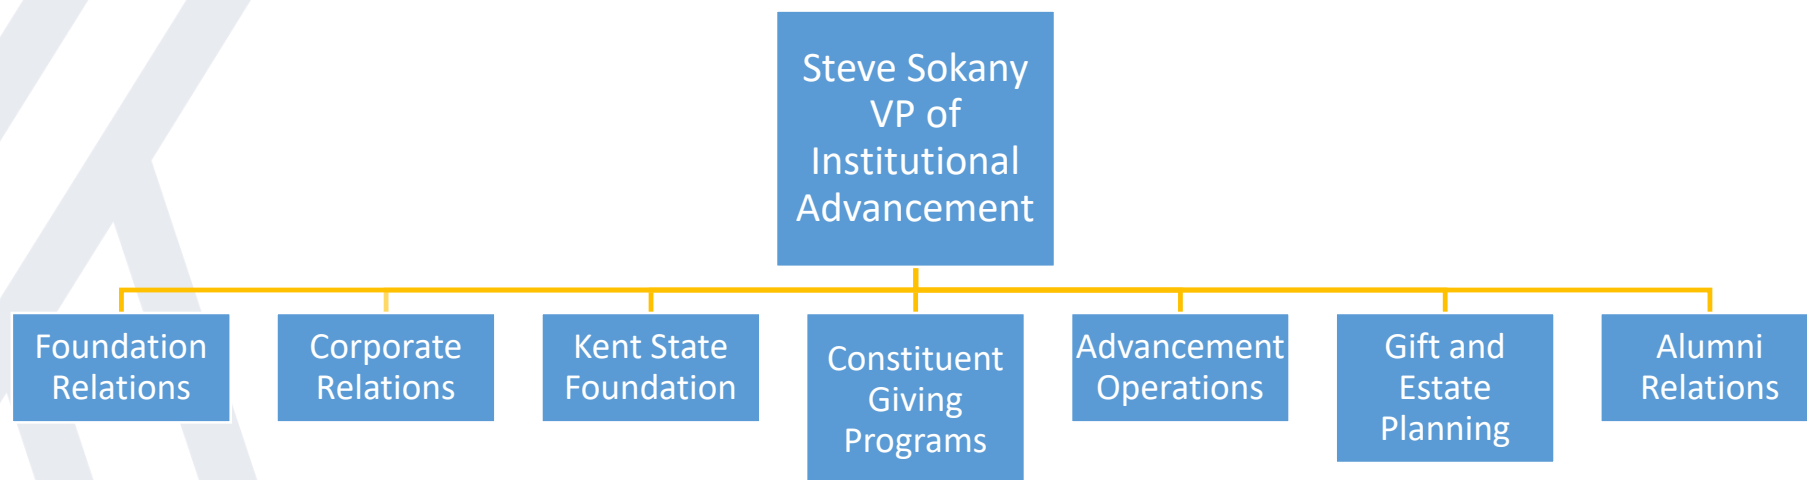 Steve Sokany
VP of
Institutional
Advancement
Foundation
Relations
Corporate
Relations
Kent State
Foundation
Constituent
Giving
Programs
Advancement
Operations
Gift and
Estate
Planning
Alumni
Relations